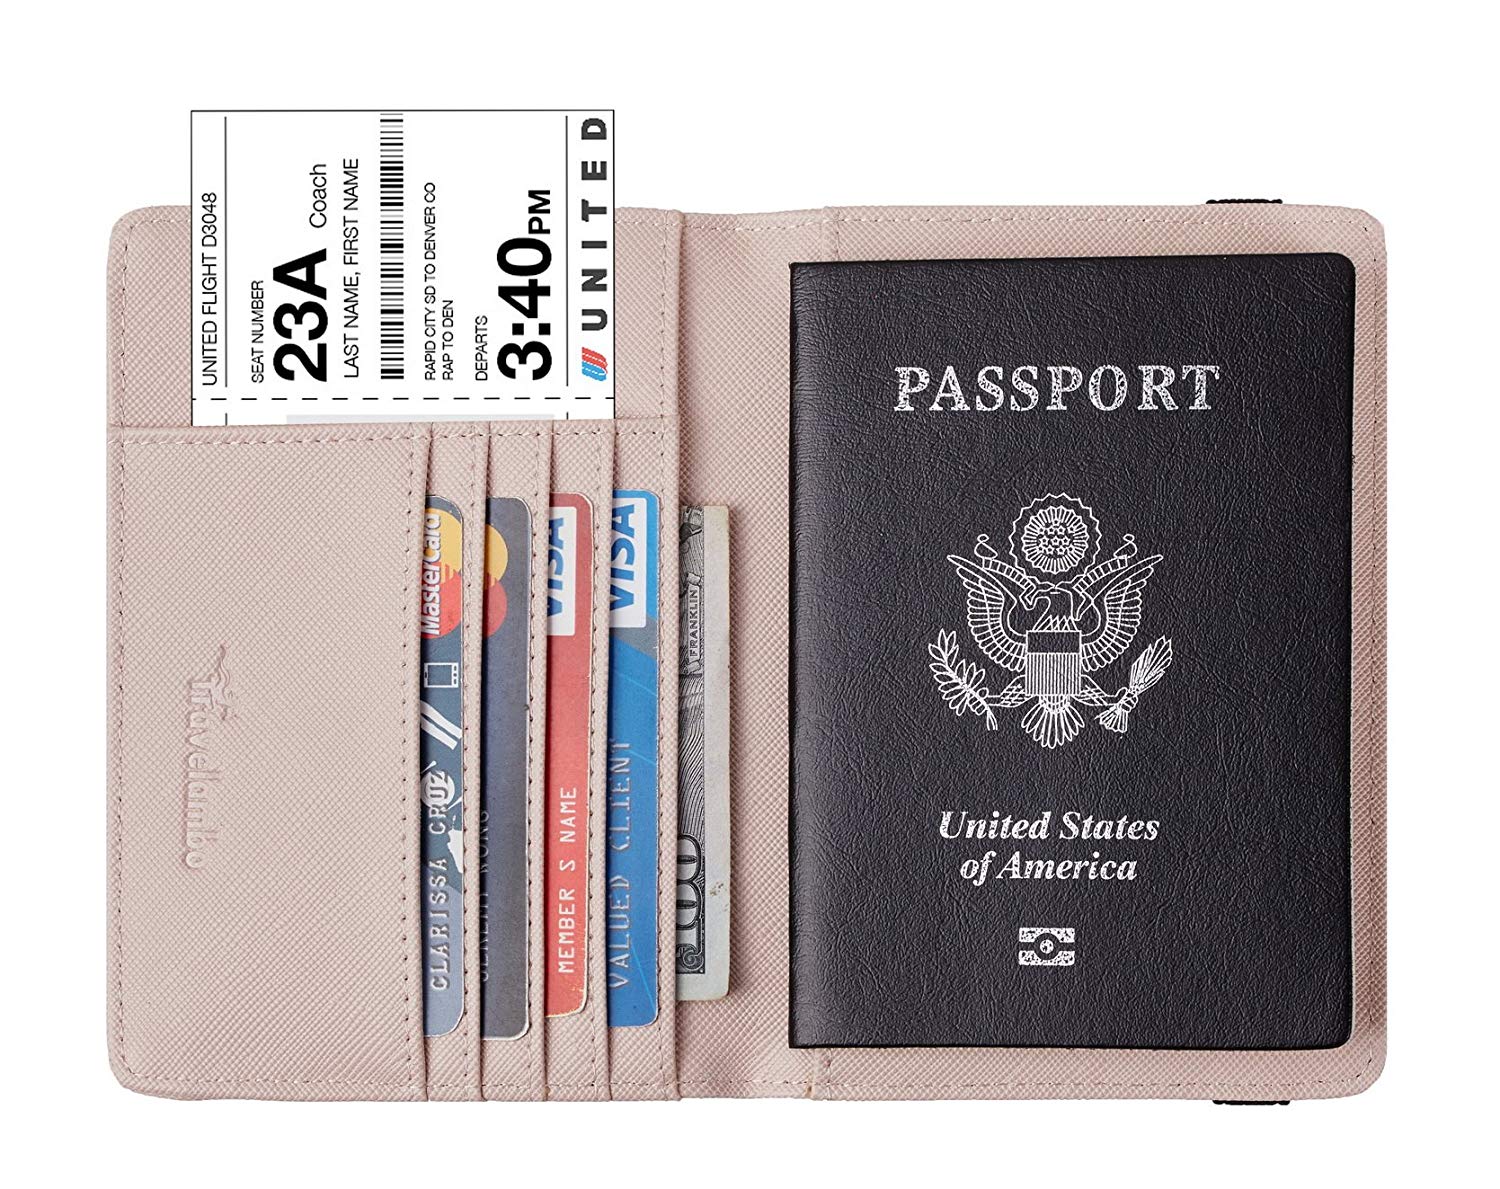 UNITED FLIGHT D3048
SEAT NUMBER
23A Coach
LAST NAME, FIRST NAME
RAPID CITY SD TO DENVER CO
RAP TO DEN
DEPARTS
3:40PM
UNITED
Travelambo
MasterCard
CLARISSA CRUZ
WONG
VISA
MEMBER S NAME
VISA
VALUED CLIENT
FRANKLIN
100
PASSPORT
United States
of America